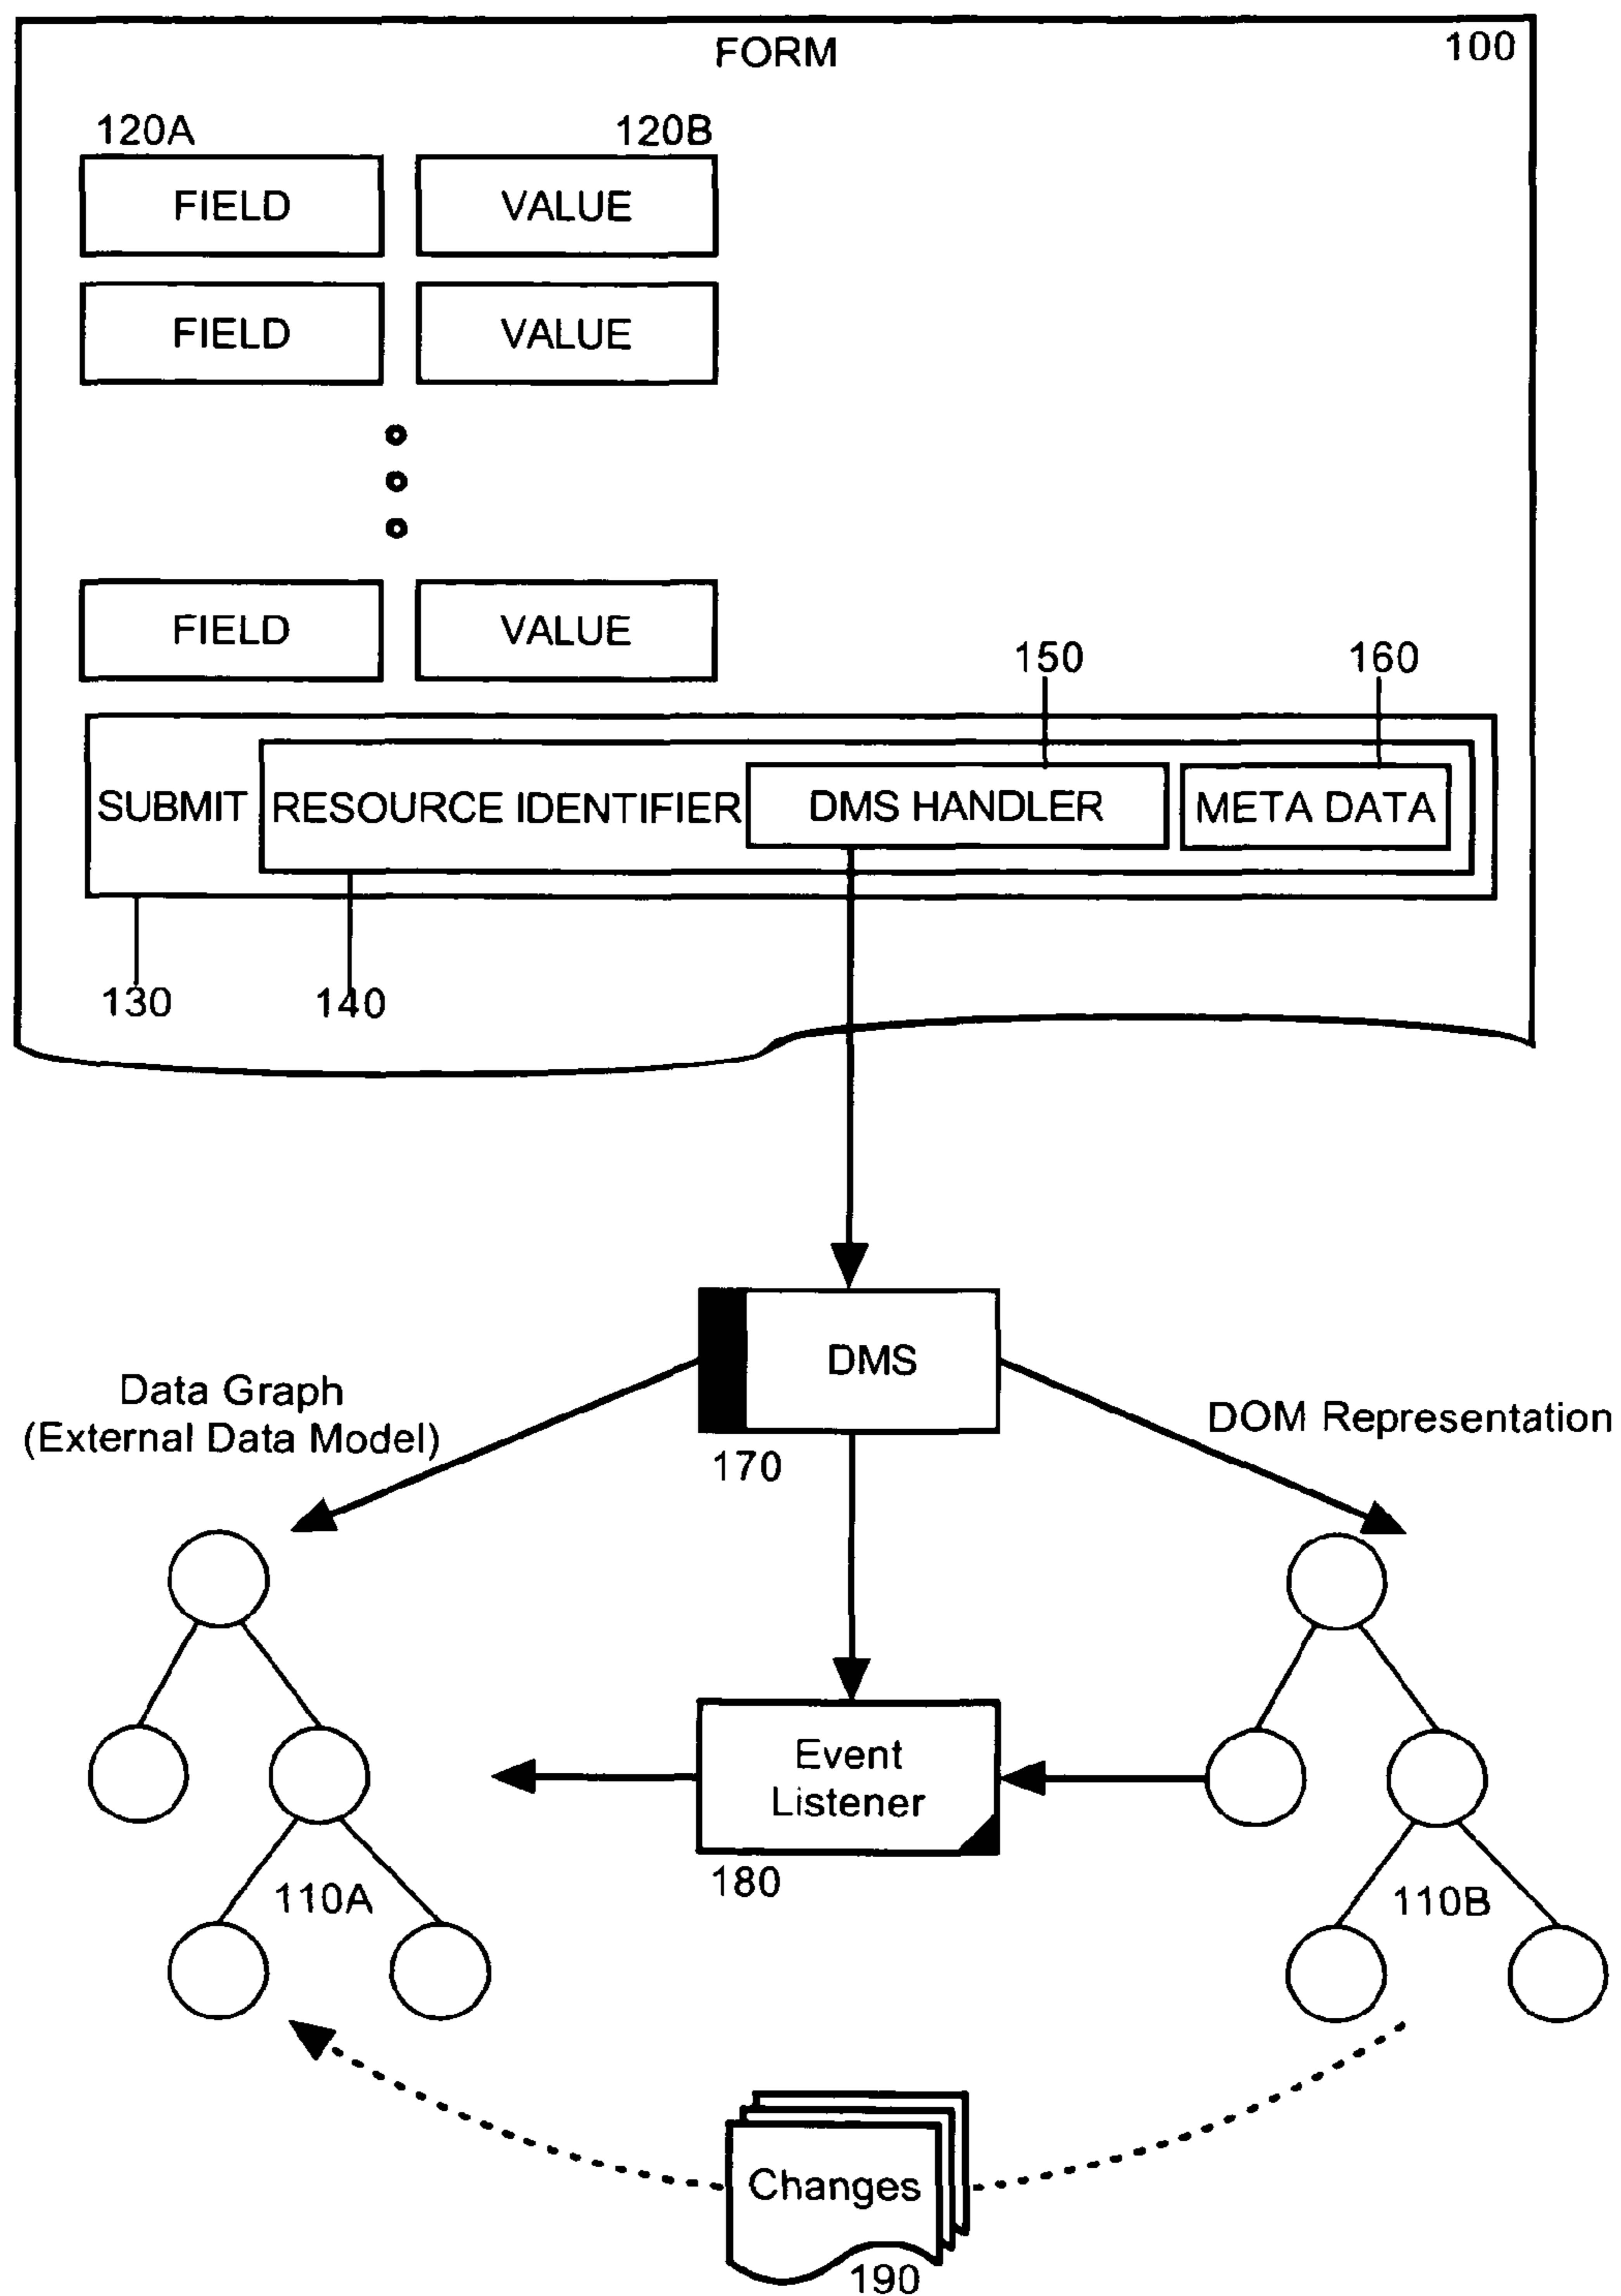 FORM
100
120A
120B
FIELD
VALUE
FIELD
VALUE
FIELD
VALUE
150
160
SUBMIT
RESOURCE IDENTIFIER
DMS HANDLER
META DATA
130
140
DMS
170
Data Graph
(External Data Model)
DOM Representation
Event
Listener
180
110A
110B
Changes
190